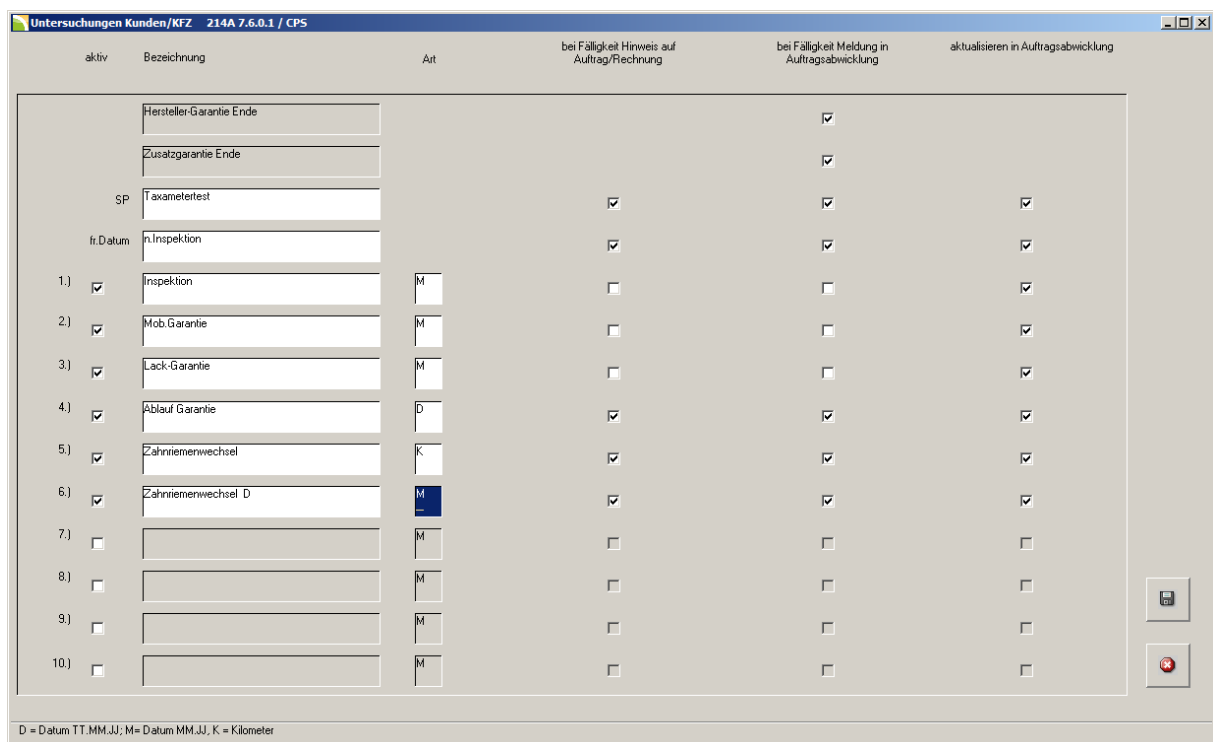 Untersuchungen Kunden/KFZ 214A 7.6.0.1 / CPS
aktiv Bezeichnung Art bei Fälligkeit Hinweis auf Auftrag/Rechnung bei Fälligkeit Meldung in Auftragsabwicklung aktualisieren in Auftragsabwicklung
Hersteller-Garantie Ende
Zusatzgarantie Ende
SP Taxametertest
fr.Datum n.Inspektion
1.) Inspektion M
2.) Mob.Garantie M
3.) Lack-Garantie M
4.) Ablauf Garantie D
5.) Zahnriemenwechsel K
6.) Zahnriemenwechsel D M
7.) M
8.) M
9.) M
10.) M
D = Datum TT.MM.JJ; M= Datum MM.JJ, K = Kilometer